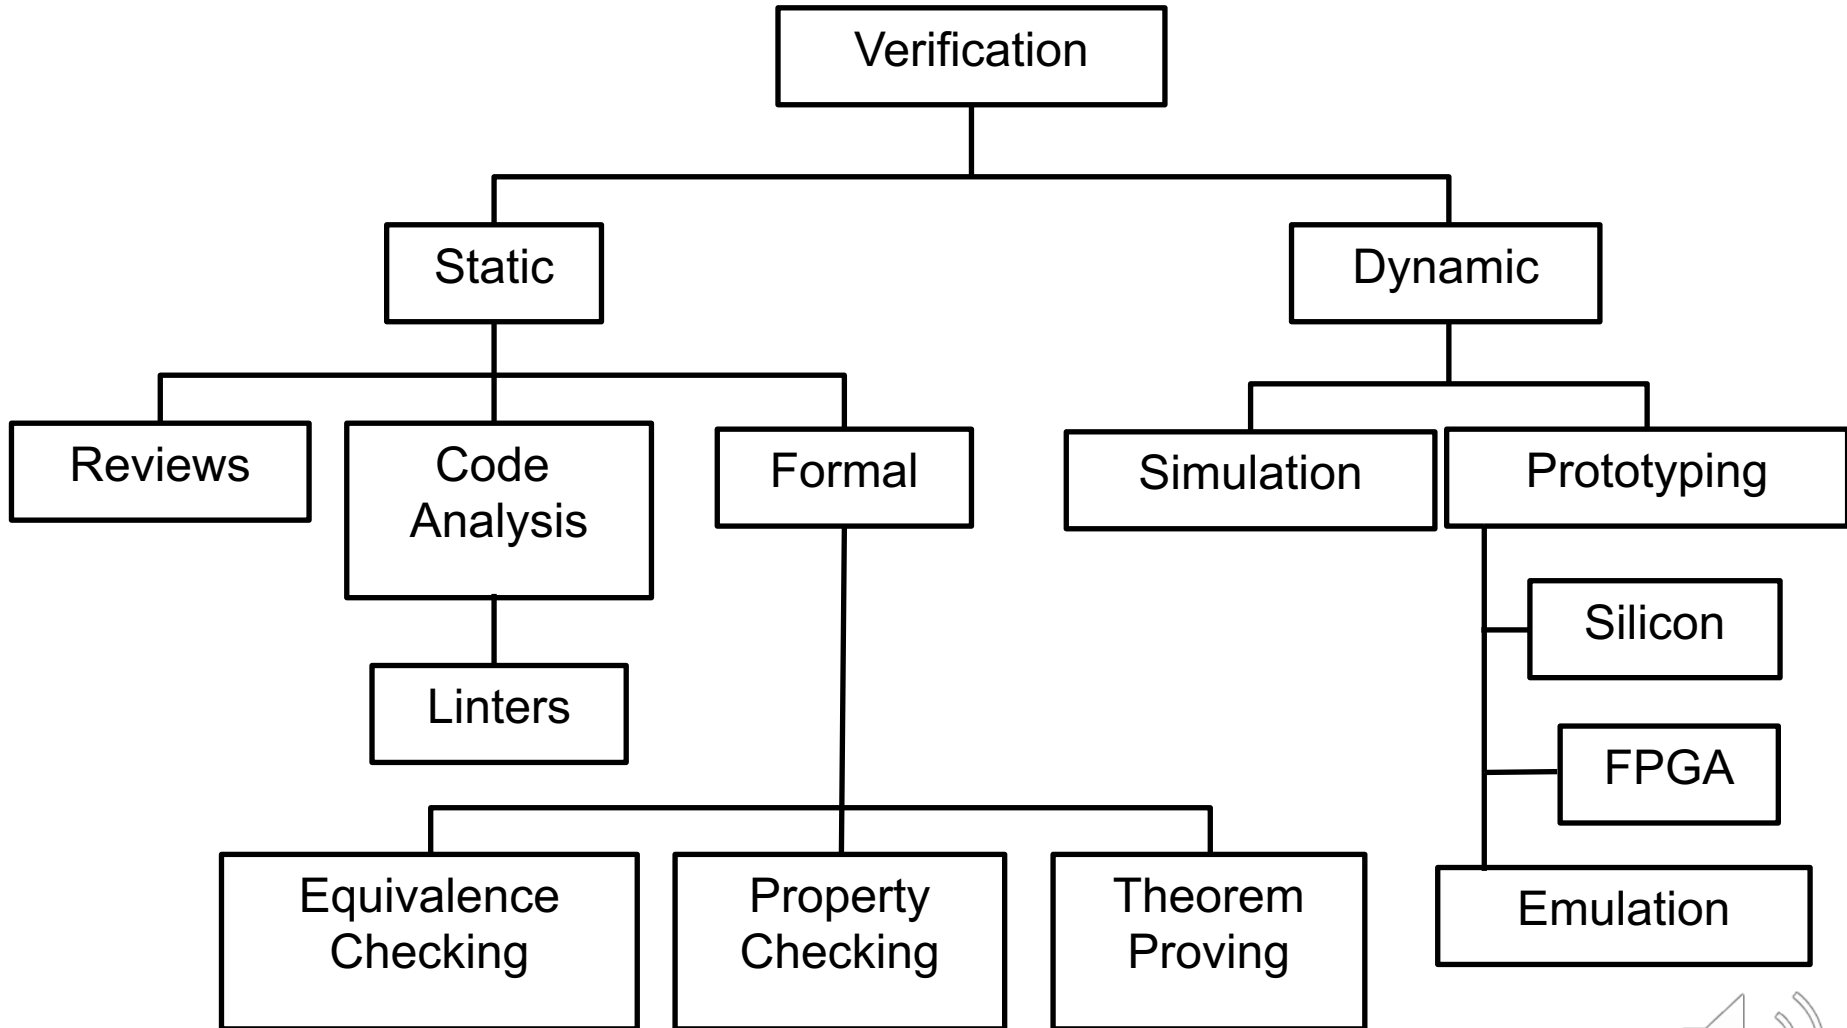 Verification
Static
Dynamic
Reviews
Code
Analysis
Formal
Simulation
Prototyping
Silicon
Linters
FPGA
Equivalence
Checking
Property
Checking
Theorem
Proving
Emulation